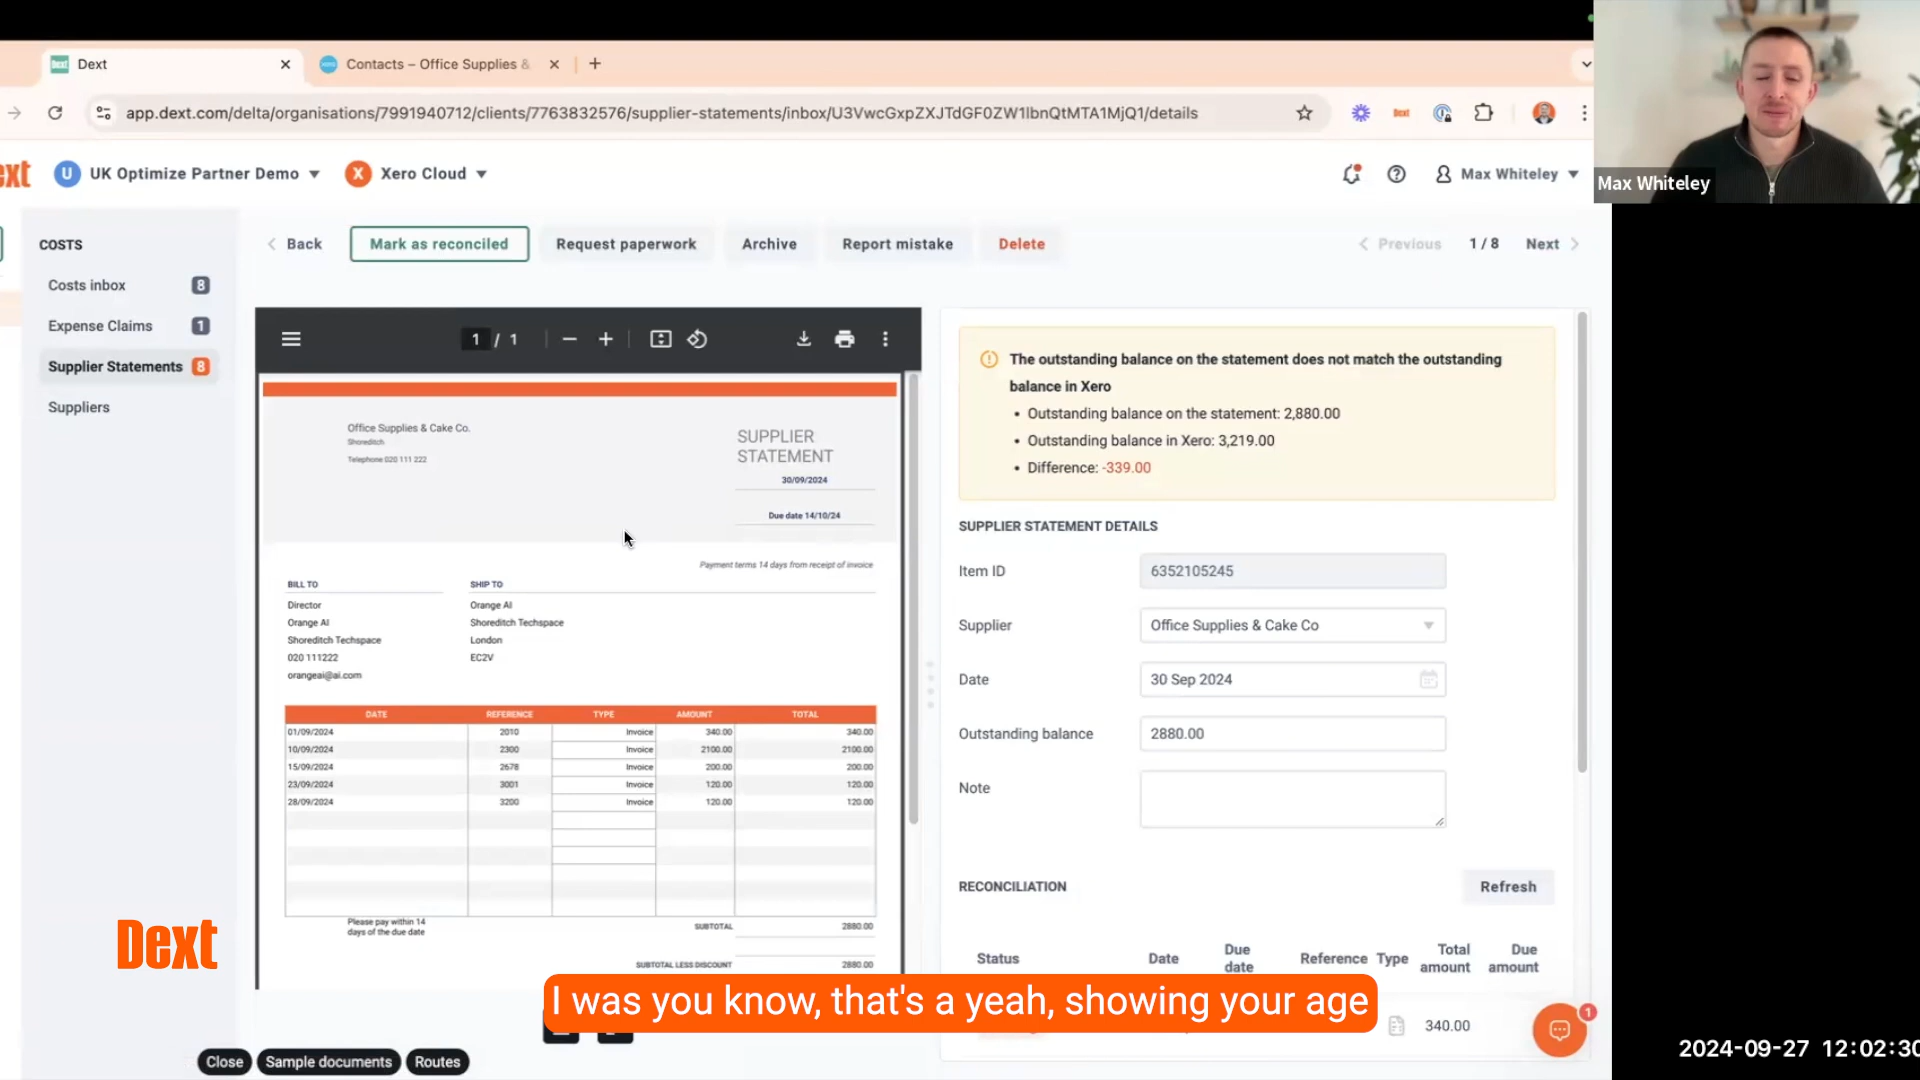 Dext
Contacts – Office Supplies &
app.dext.com/delta/organisations/7991940712/clients/7763832576/supplier-statements/inbox/U3VwcGxpZXJTdGF0ZW1lbnQtMTA1MjQ1/details
Dext
Max Whiteley
ext
U
UK Optimize Partner Demo
X
Xero Cloud
Max Whiteley
COSTS
Costs inbox 8
Expense Claims 1
Supplier Statements 8
Suppliers
Back
Mark as reconciled
Request paperwork
Archive
Report mistake
Delete
Previous
1 / 8
Next
1 / 1
Office Supplies & Cake Co.
Shoreditch
Telephone 020 111 222
SUPPLIER
STATEMENT
30/09/2024
Due date 14/10/24
Payment terms 14 days from receipt of invoice
BILL TO
Director
Orange AI
Shoreditch Techspace
020 111222
orangeai@ai.com
SHIP TO
Orange AI
Shoreditch Techspace
London
EC2V
DATE REFERENCE TYPE AMOUNT TOTAL
01/09/2024 2010 Invoice 340.00 340.00
10/09/2024 2300 Invoice 2100.00 2100.00
15/09/2024 2678 Invoice 200.00 200.00
23/09/2024 3001 Invoice 120.00 120.00
28/09/2024 3200 Invoice 120.00 120.00
Please pay within 14
days of the due date
SUBTOTAL 2880.00
SUBTOTAL LESS DISCOUNT 2880.00
The outstanding balance on the statement does not match the outstanding
balance in Xero
• Outstanding balance on the statement: 2,880.00
• Outstanding balance in Xero: 3,219.00
• Difference: -339.00
SUPPLIER STATEMENT DETAILS
Item ID 6352105245
Supplier Office Supplies & Cake Co
Date 30 Sep 2024
Outstanding balance 2880.00
Note
RECONCILIATION
Refresh
Status Date Due date Reference Type Total amount Due amount
340.00
1
Dext
I was you know, that's a yeah, showing your age
Close
Sample documents
Routes
2024-09-27 12:02:30